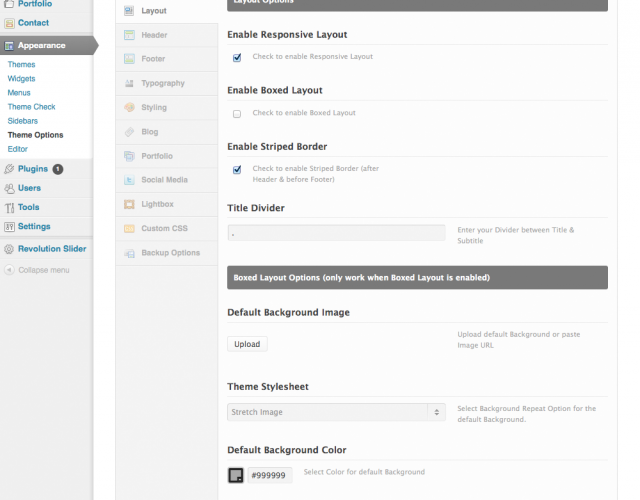 Portfolio
Contact
Appearance
Themes
Widgets
Menus
Theme Check
Sidebars
Theme Options
Editor
Plugins 1
Users
Tools
Settings
Revolution Slider
Collapse menu
Layout
Header
Footer
Typography
Styling
Blog
Portfolio
Social Media
Lightbox
Custom CSS
Backup Options
Layout Options
Enable Responsive Layout
Check to enable Responsive Layout
Enable Boxed Layout
Check to enable Boxed Layout
Enable Striped Border
Check to enable Striped Border (after
Header & before Footer)
Title Divider
Enter your Divider between Title &
Subtitle
Boxed Layout Options (only work when Boxed Layout is enabled)
Default Background Image
Upload
Upload default Background or paste
Image URL
Theme Stylesheet
Stretch Image
Select Background Repeat Option for the
default Background.
Default Background Color
#999999
Select Color for default Background